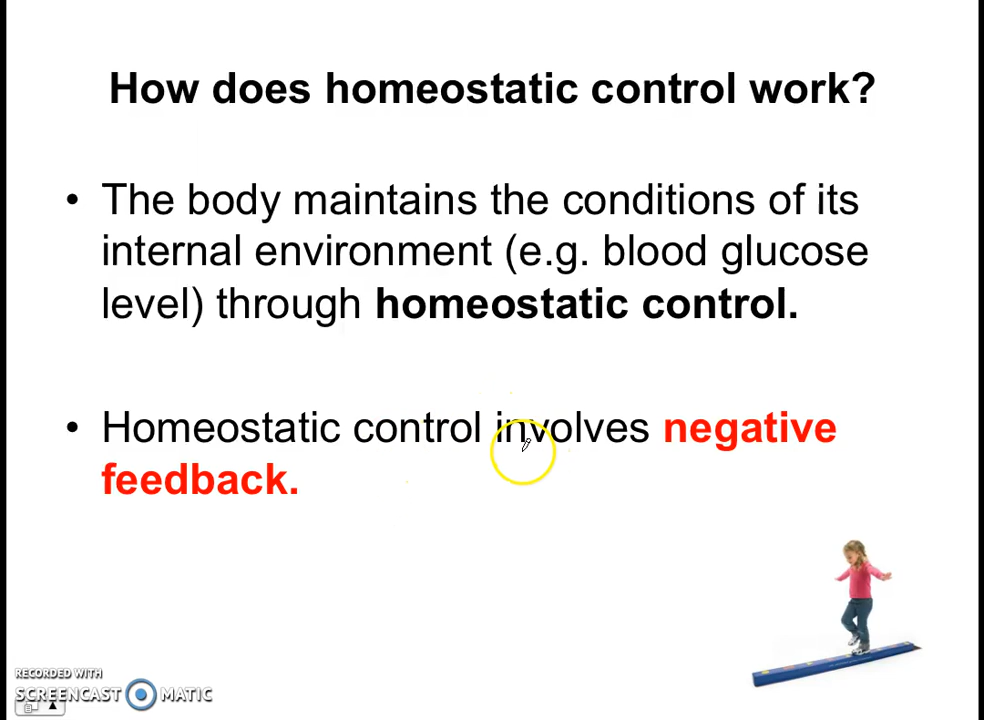 How does homeostatic control work?
• The body maintains the conditions of its
internal environment (e.g. blood glucose
level) through homeostatic control.
• Homeostatic control involves negative
feedback.
RECORDED WITH
SCREENCAST MATIC